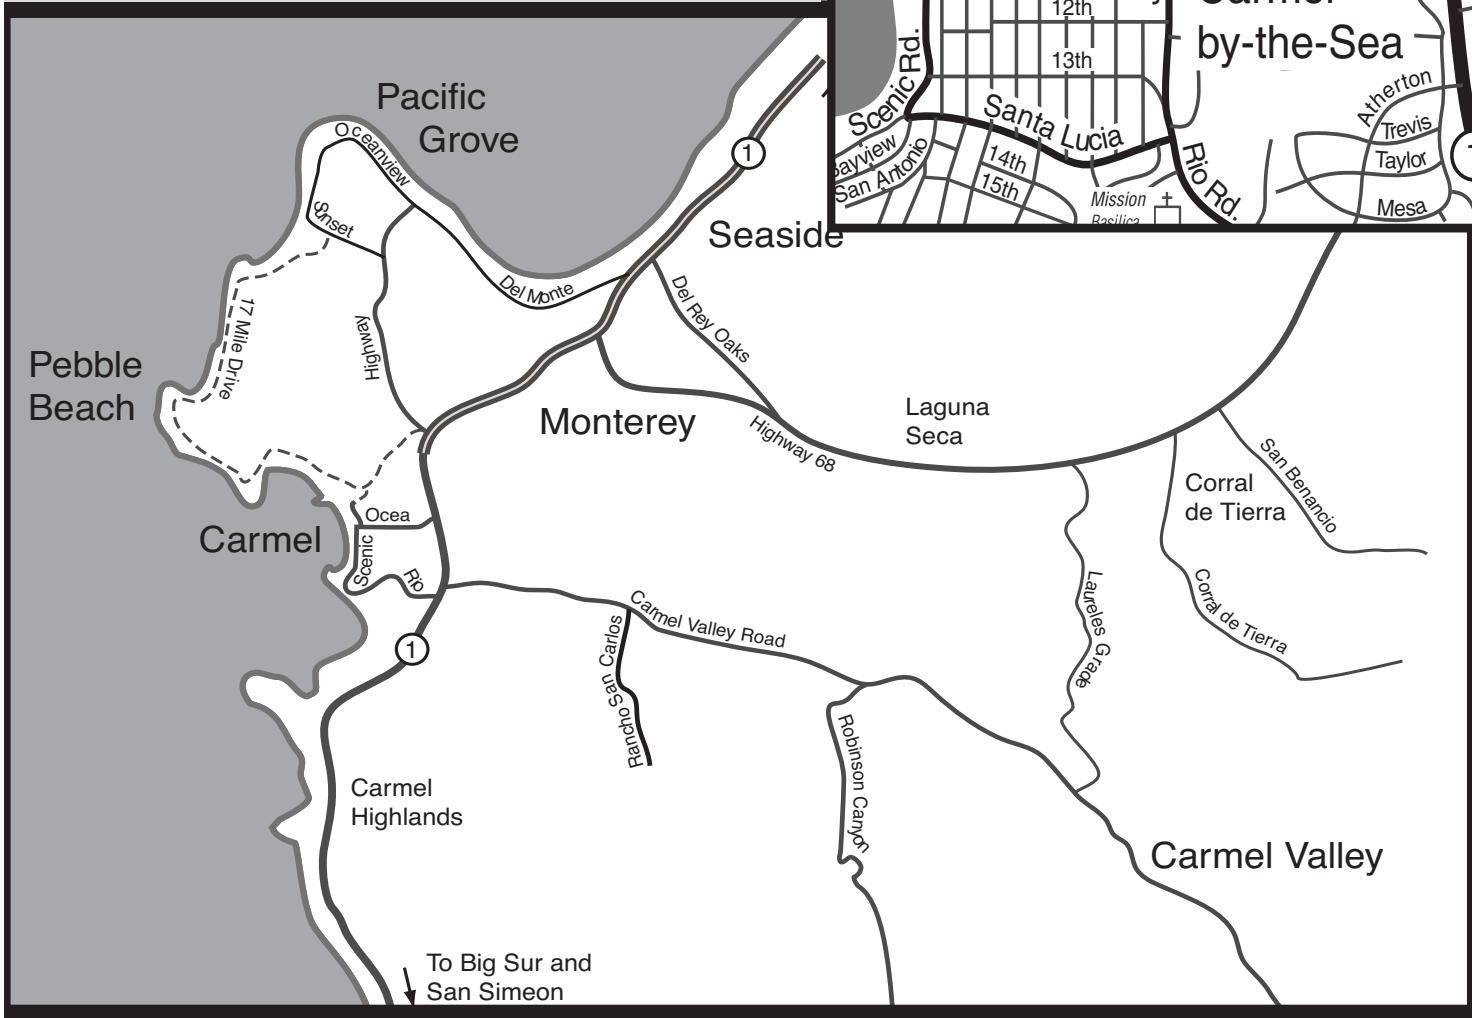 12th
by-the-Sea
13th
Scenic Rd.
Santa Lucia
Atherton
Trevis
Taylor
Mesa
Bayview
San Antonio
14th
15th
Mission
Basilica
Rio Rd.
Pacific
Grove
Oceanview
1
Sunset
Seaside
Del Monte
Del Rey Oaks
17 Mile Drive
Highway
Pebble
Beach
Monterey
Highway 68
Laguna
Seca
San Benancio
Corral
de Tierra
Carmel
Ocea
Scenic
Rio
Carmel Valley Road
Rancho San Carlos
Laureles Grade
Corral de Tierra
1
Robinson Canyon
Carmel
Highlands
Carmel Valley
To Big Sur and
San Simeon